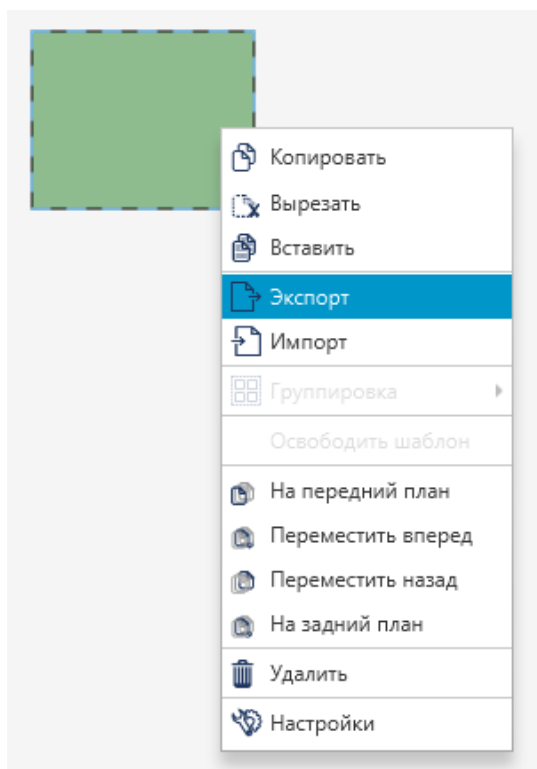 Копировать
Вырезать
Вставить
Экспорт
Импорт
Группировка
Освободить шаблон
На передний план
Переместить вперед
Переместить назад
На задний план
Удалить
Настройки